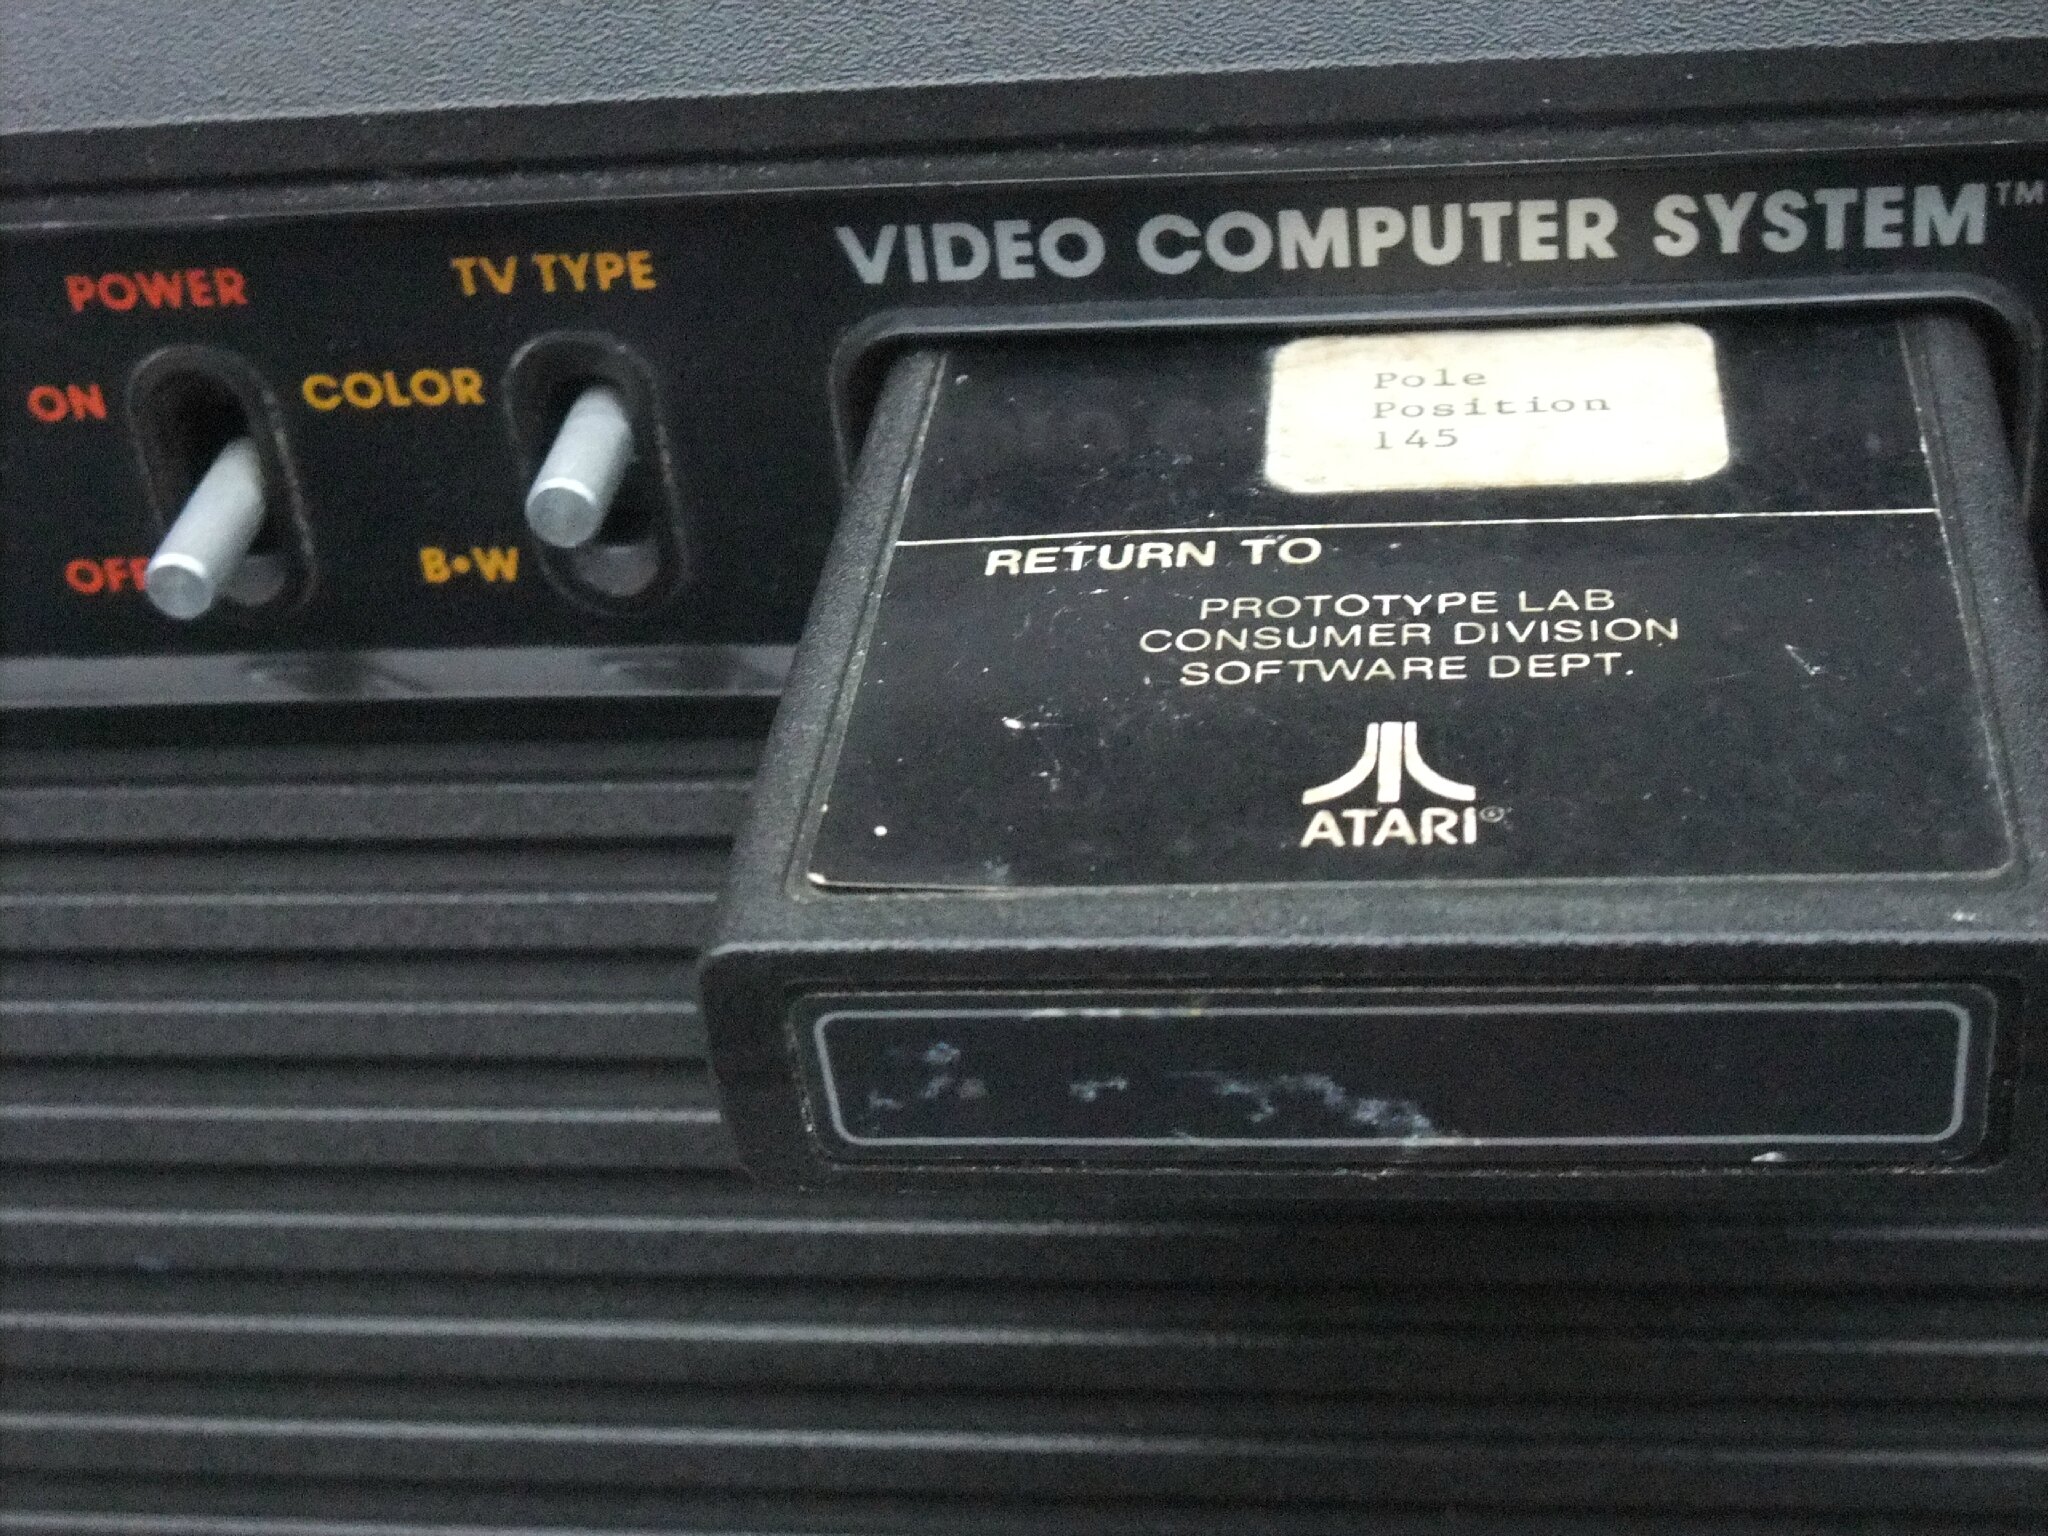 VIDEO COMPUTER SYSTEM™
POWER
TV TYPE
ON
COLOR
OFF
B•W
Pole
Position
145
RETURN TO
PROTOTYPE LAB
CONSUMER DIVISION
SOFTWARE DEPT.
ATARI®